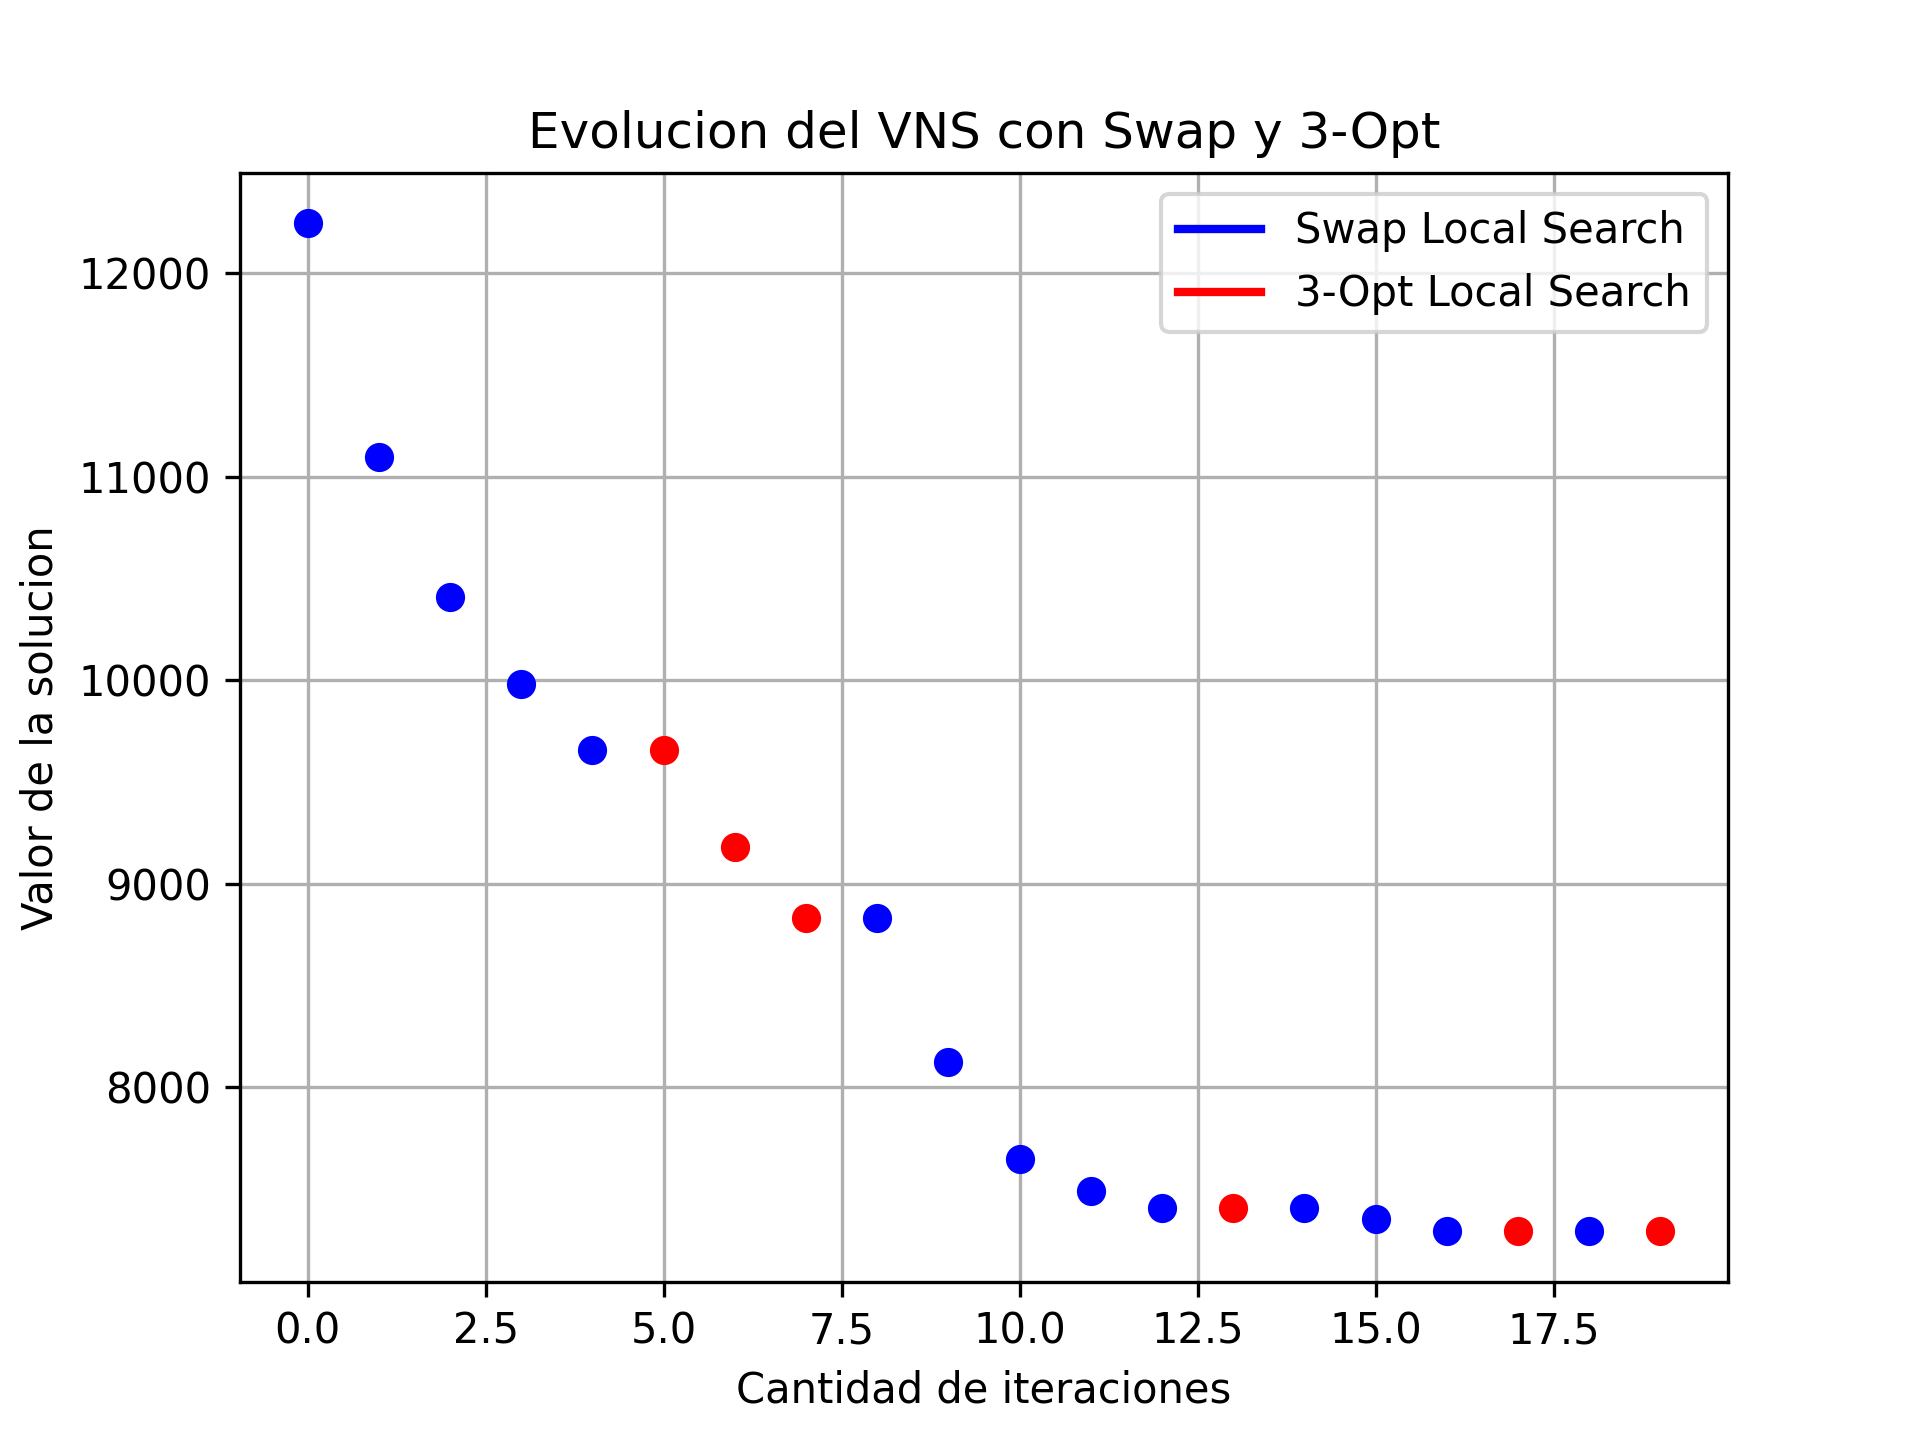 Evolucion del VNS con Swap y 3-Opt
Swap Local Search
3-Opt Local Search
Valor de la solucion
12000
11000
10000
9000
8000
0.0 2.5 5.0 7.5 10.0 12.5 15.0 17.5
Cantidad de iteraciones